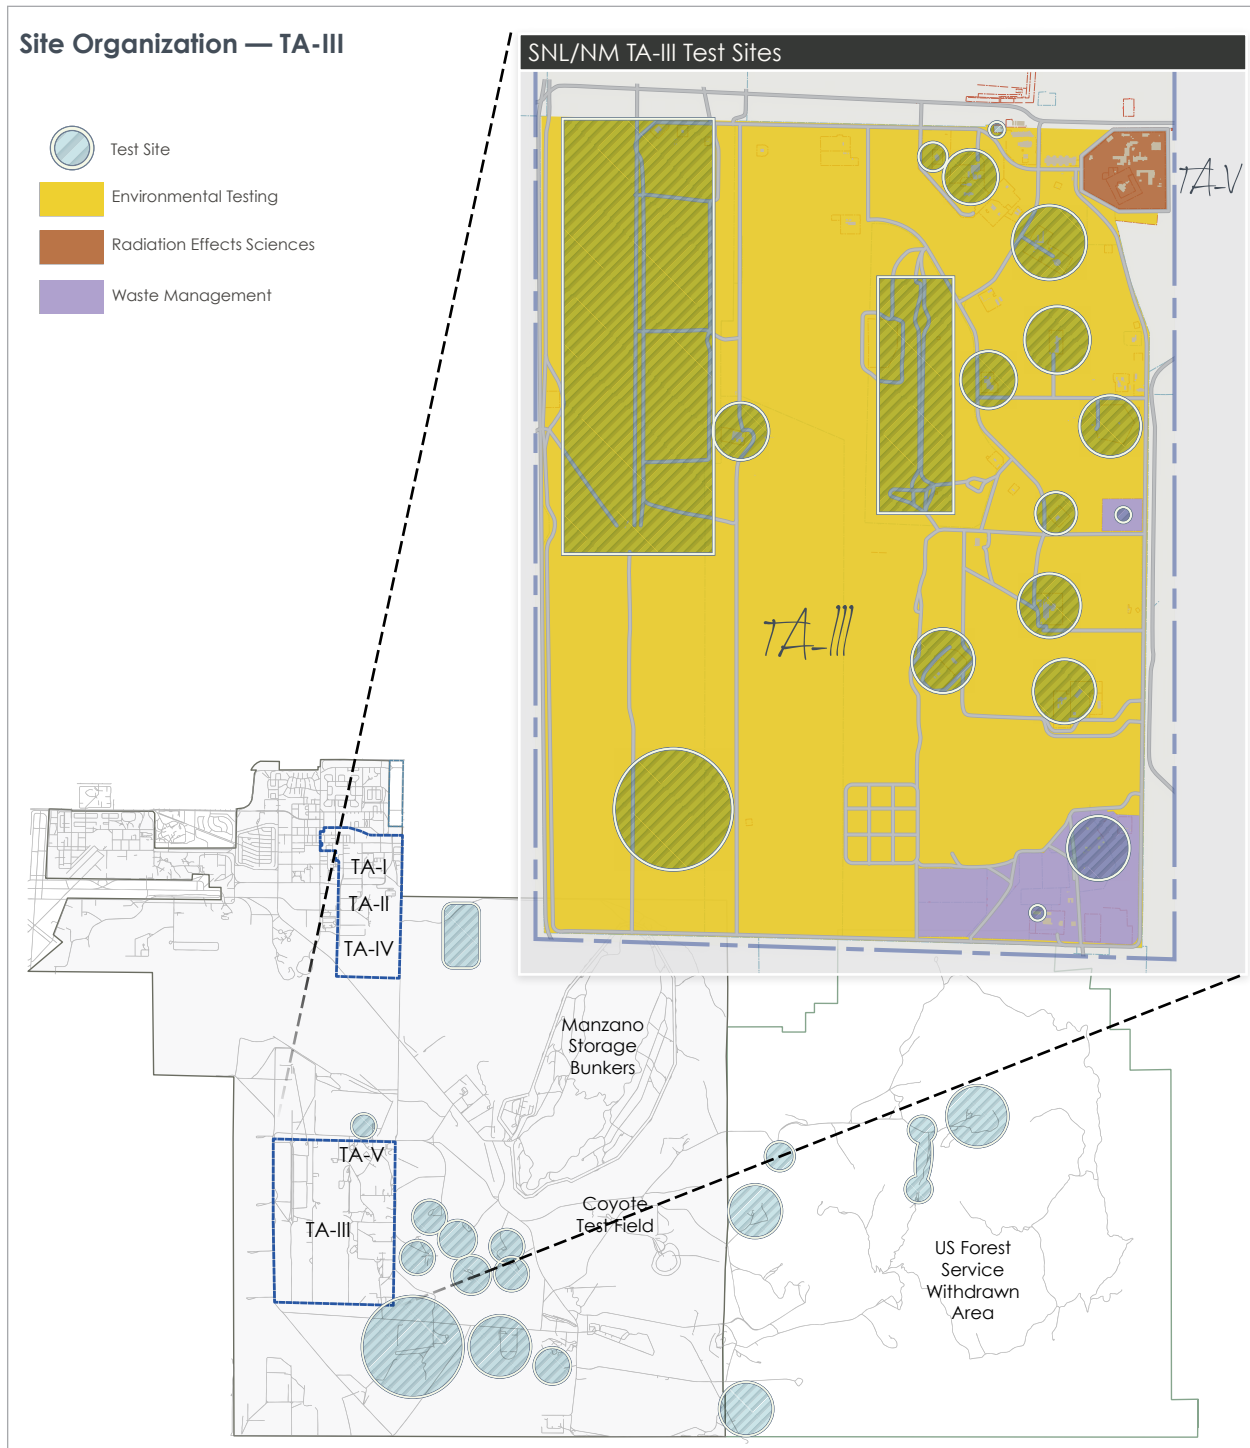 Site Organization — TA-III
SNL/NM TA-III Test Sites
Test Site
Environmental Testing
Radiation Effects Sciences
Waste Management
TA-V
TA-III
TA-I
TA-II
TA-IV
Manzano
Storage
Bunkers
TA-V
TA-III
Coyote
Test Field
US Forest
Service
Withdrawn
Area